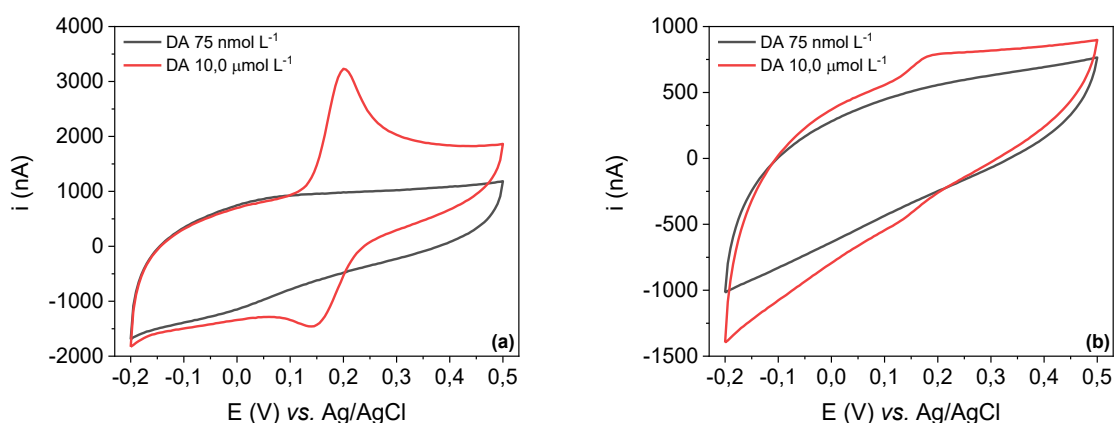 4000
3000
2000
1000
0
-1000
-2000
i (nA)
DA 75 nmol L⁻¹
DA 10,0 μmol L⁻¹
(a)
-0,2 -0,1 0,0 0,1 0,2 0,3 0,4 0,5
E (V) vs. Ag/AgCl
1000
750
500
250
0
-250
-500
-1000
-1500
i (nA)
DA 75 nmol L⁻¹
DA 10,0 μmol L⁻¹
(b)
-0,2 -0,1 0,0 0,1 0,2 0,3 0,4 0,5
E (V) vs. Ag/AgCl